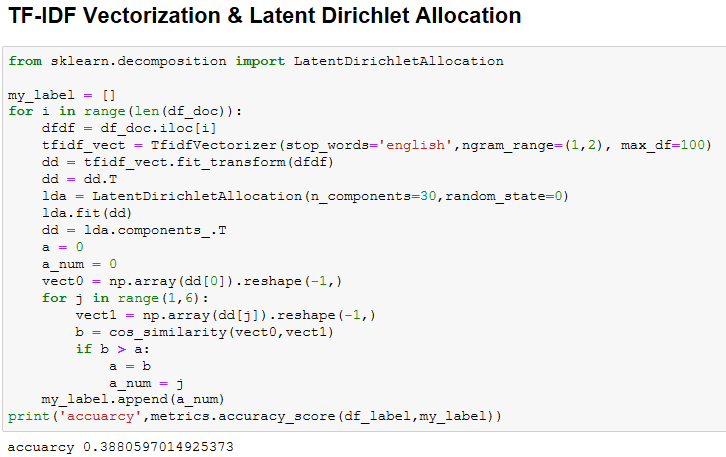 TF-IDF Vectorization & Latent Dirichlet Allocation
from sklearn.decomposition import LatentDirichletAllocation
my_label = []
for i in range(len(df_doc)):
    dfdf = df_doc.iloc[i]
    tfidf_vect = TfidfVectorizer(stop_words='english',ngram_range=(1,2), max_df=100)
    dd = tfidf_vect.fit_transform(dfdf)
    dd = dd.T
    lda = LatentDirichletAllocation(n_components=30,random_state=0)
    lda.fit(dd)
    dd = lda.components_.T
    a = 0
    a_num = 0
    vect0 = np.array(dd[0]).reshape(-1,)
    for j in range(1,6):
        vect1 = np.array(dd[j]).reshape(-1,)
        b = cos_similarity(vect0,vect1)
        if b > a:
            a = b
            a_num = j
    my_label.append(a_num)
print('accuarcy',metrics.accuracy_score(df_label,my_label))
accuarcy 0.3880597014925373